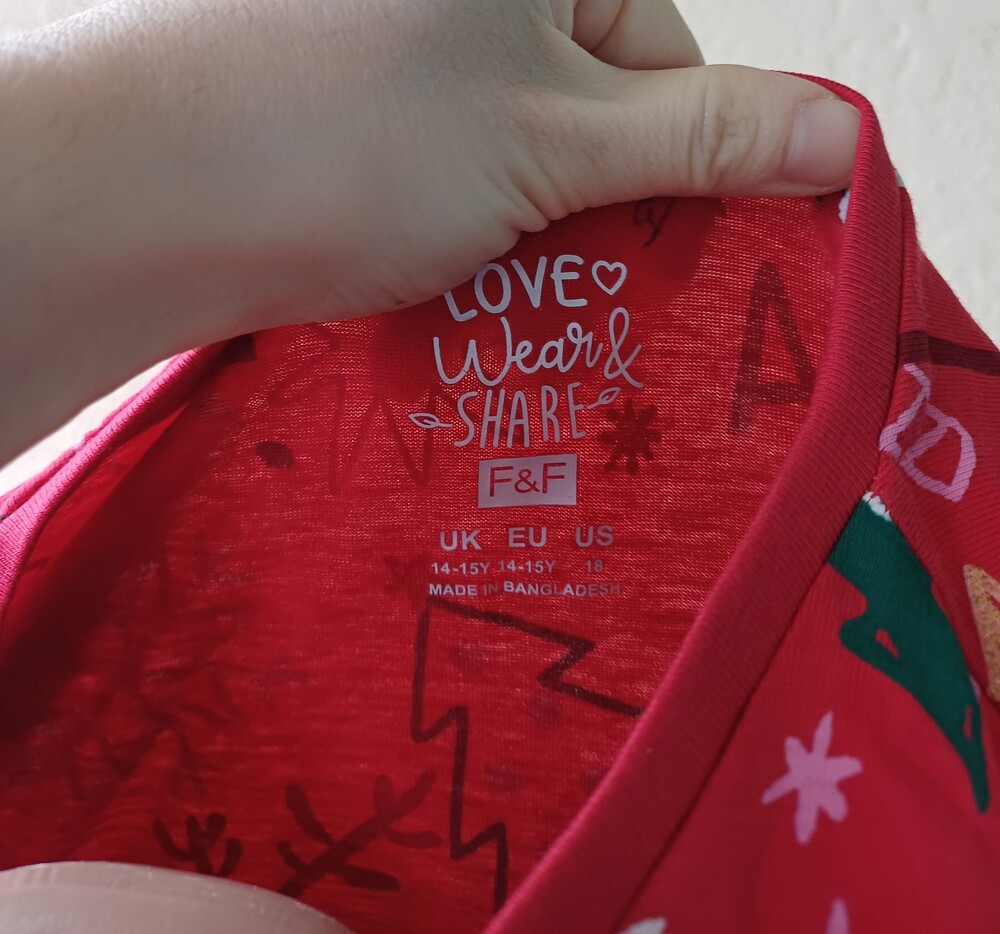 LOVE
Wear &
SHARE
F&F
UK EU US
14-15Y 14-15Y 18
MADE IN BANGLADESH